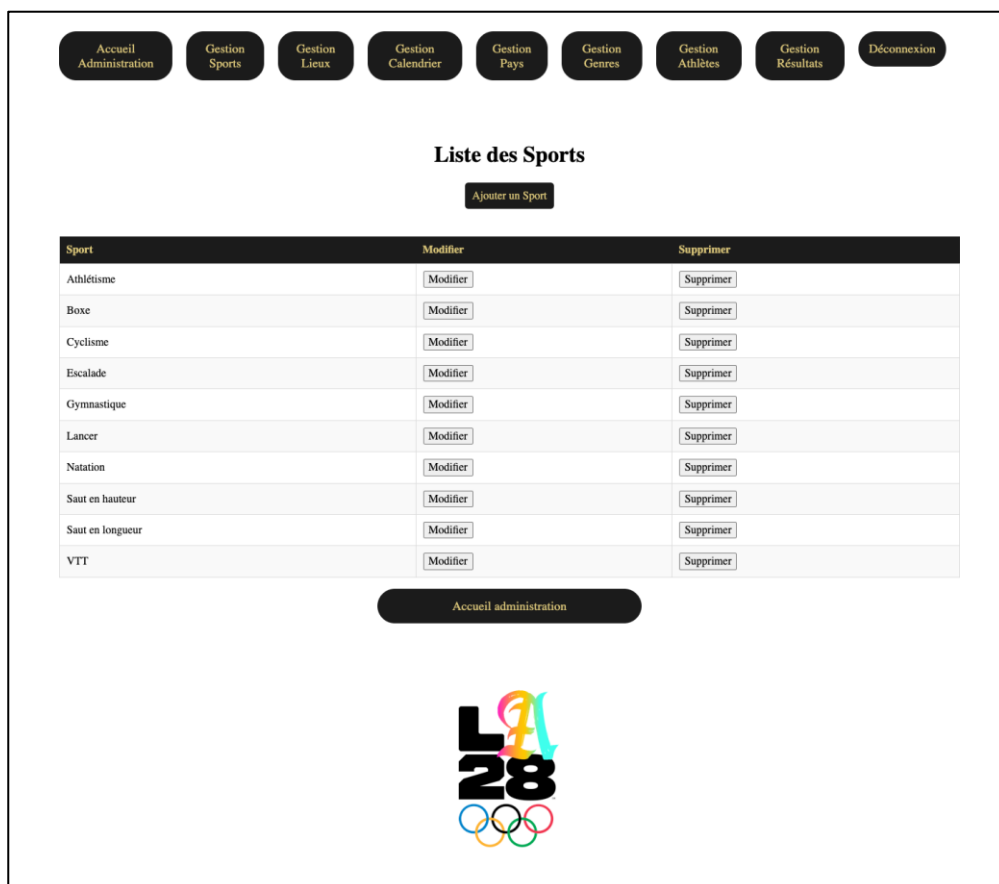 Accueil Administration
Gestion Sports
Gestion Lieux
Gestion Calendrier
Gestion Pays
Gestion Genres
Gestion Athlètes
Gestion Résultats
Déconnexion
Liste des Sports
Ajouter un Sport
Sport Modifier Supprimer
Athlétisme Modifier Supprimer
Boxe Modifier Supprimer
Cyclisme Modifier Supprimer
Escalade Modifier Supprimer
Gymnastique Modifier Supprimer
Lancer Modifier Supprimer
Natation Modifier Supprimer
Saut en hauteur Modifier Supprimer
Saut en longueur Modifier Supprimer
VTT Modifier Supprimer
Accueil administration
LA
28